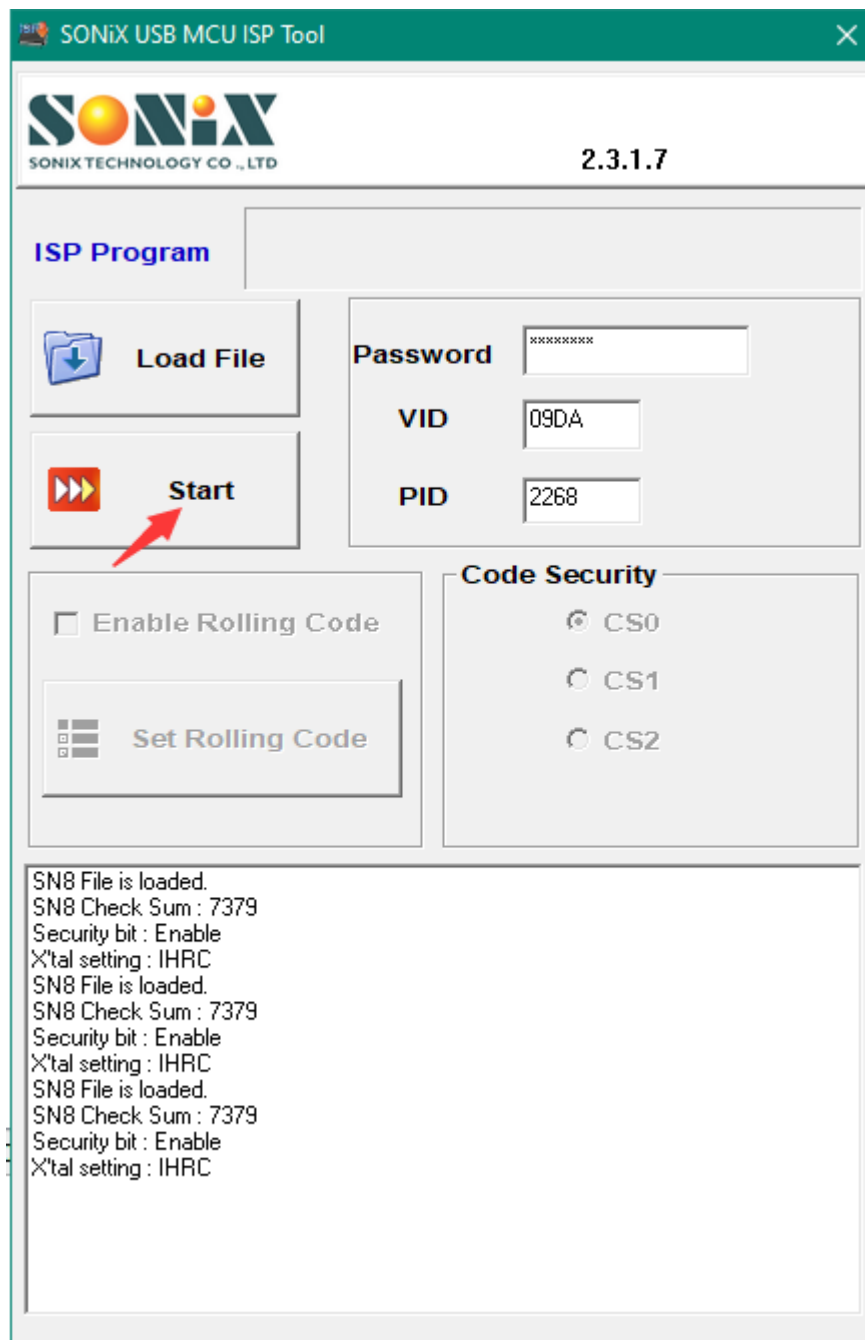 SONiX USB MCU ISP Tool
SONiX
SONIX TECHNOLOGY CO ., LTD
2.3.1.7
ISP Program
Load File
Password
********
VID
09DA
Start
PID
2268
Enable Rolling Code
Set Rolling Code
Code Security
CS0
CS1
CS2
SN8 File is loaded.
SN8 Check Sum : 7379
Security bit : Enable
X'tal setting : IHRC
SN8 File is loaded.
SN8 Check Sum : 7379
Security bit : Enable
X'tal setting : IHRC
SN8 File is loaded.
SN8 Check Sum : 7379
Security bit : Enable
X'tal setting : IHRC